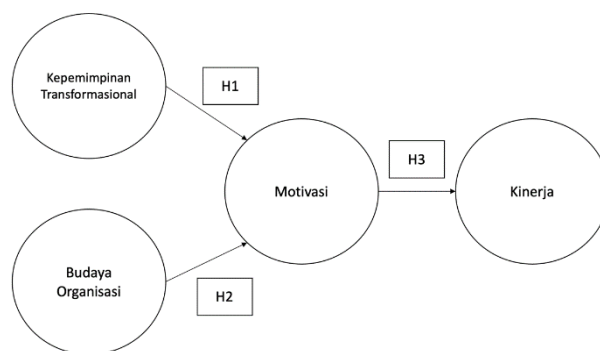 Kepemimpinan
Transformasional
H1
Motivasi
H3
Kinerja
Budaya
Organisasi
H2